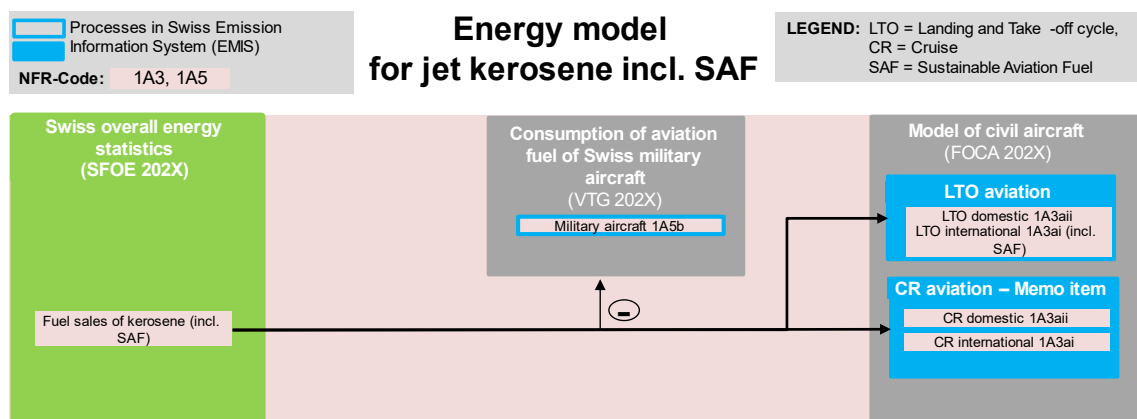 Processes in Swiss Emission
Information System (EMIS)
NFR-Code: 1A3, 1A5
Energy model
for jet kerosene incl. SAF
LEGEND: LTO = Landing and Take -off cycle,
CR = Cruise
SAF = Sustainable Aviation Fuel
Swiss overall energy
statistics
(SFOE 202X)
Fuel sales of kerosene (incl.
SAF)
Consumption of aviation
fuel of Swiss military
aircraft
(VTG 202X)
Military aircraft 1A5b
-
Model of civil aircraft
(FOCA 202X)
LTO aviation
LTO domestic 1A3aii
LTO international 1A3ai (incl.
SAF)
CR aviation – Memo item
CR domestic 1A3aii
CR international 1A3ai